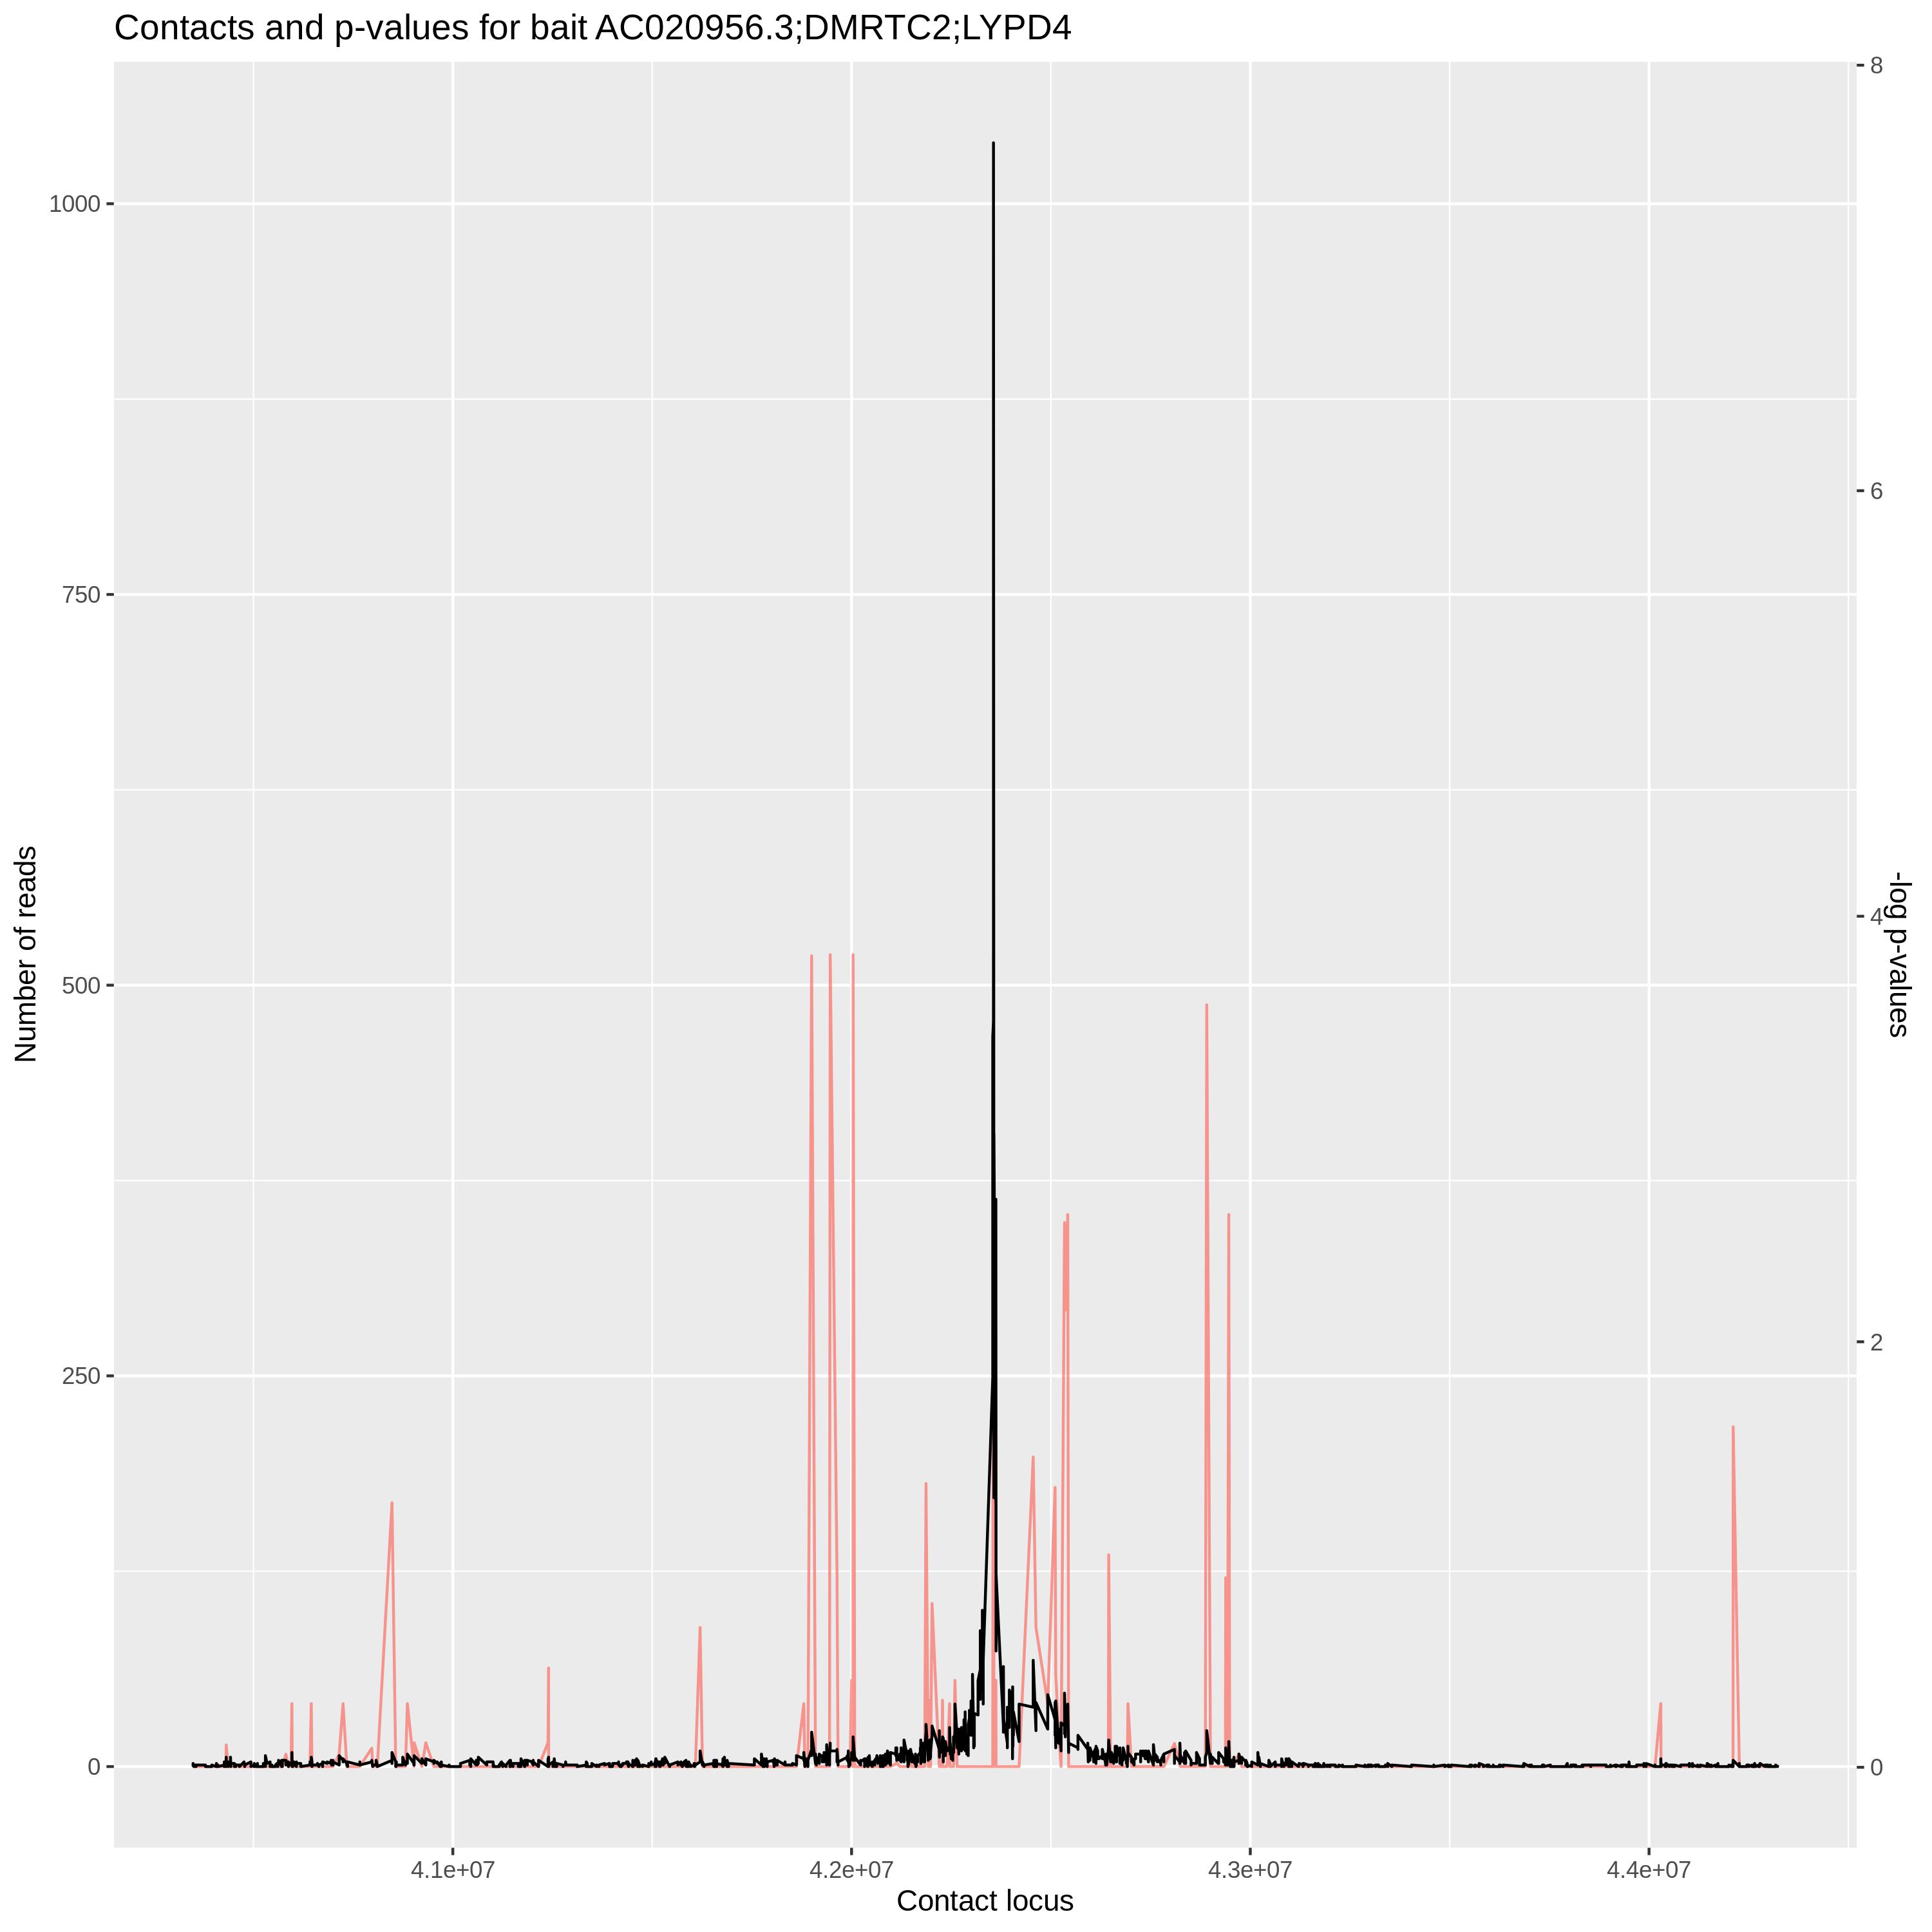 Contacts and p-values for bait AC020956.3;DMRTC2;LYPD4
8
1000
6
750
Number of reads
-log p-values
4
500
2
250
0
0
4.1e+07
4.2e+07
4.3e+07
4.4e+07
Contact locus